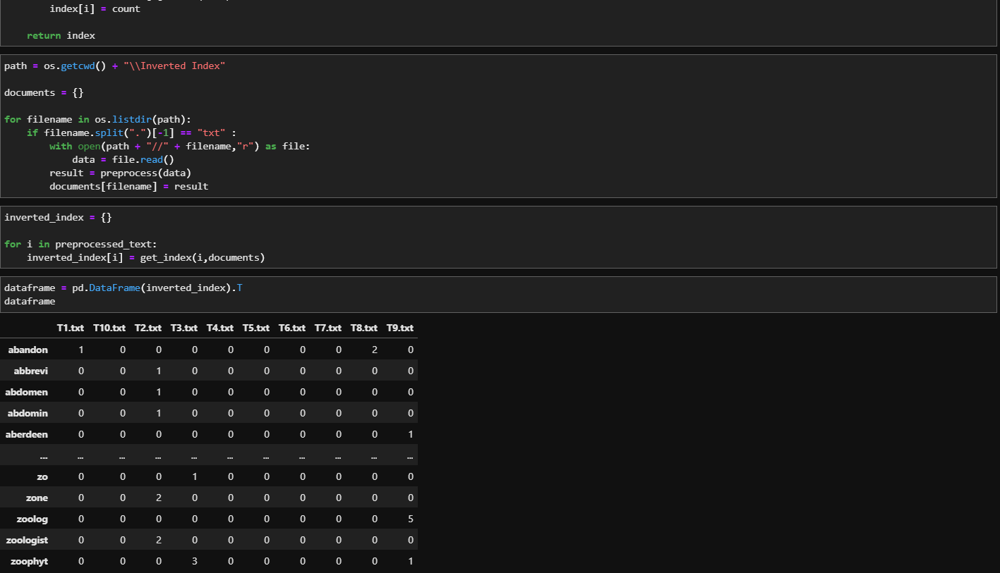 index[i] = count
    return index
path = os.getcwd() + "\\Inverted Index"
documents = {}
for filename in os.listdir(path):
    if filename.split(".")[-1] == "txt" :
        with open(path + "//" + filename,"r") as file:
            data = file.read()
        result = preprocess(data)
        documents[filename] = result
inverted_index = {}
for i in preprocessed_text:
    inverted_index[i] = get_index(i,documents)
dataframe = pd.DataFrame(inverted_index).T
dataframe
T1.txt T10.txt T2.txt T3.txt T4.txt T5.txt T6.txt T7.txt T8.txt T9.txt
abandon 1 0 0 0 0 0 0 0 2 0
abbrevi 0 0 1 0 0 0 0 0 0 0
abdomen 0 0 1 0 0 0 0 0 0 0
abdomin 0 0 1 0 0 0 0 0 0 0
aberdeen 0 0 0 0 0 0 0 0 0 1
... ... ... ... ... ... ... ... ... ... ...
zo 0 0 0 1 0 0 0 0 0 0
zone 0 0 2 0 0 0 0 0 0 0
zoolog 0 0 0 0 0 0 0 0 0 5
zoologist 0 0 2 0 0 0 0 0 0 0
zoophyt 0 0 0 3 0 0 0 0 0 1